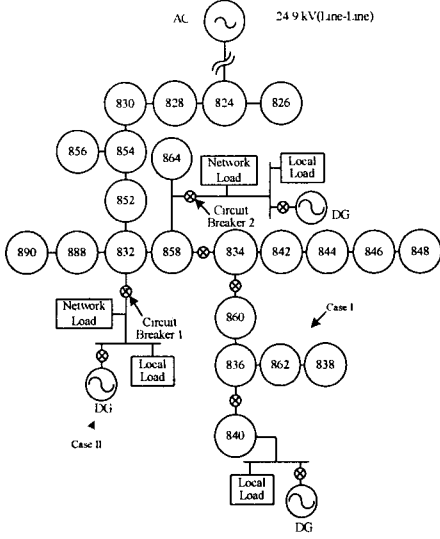 AC
24 9 kV(Line-Line)
830
828
824
826
856
854
864
Network
Load
Local
Load
852
Circuit
Breaker 2
DG
890
888
832
858
834
842
844
846
848
Network
Load
Circuit
Breaker 1
860
Case I
Local
Load
DG
836
862
838
Case II
840
Local
Load
DG